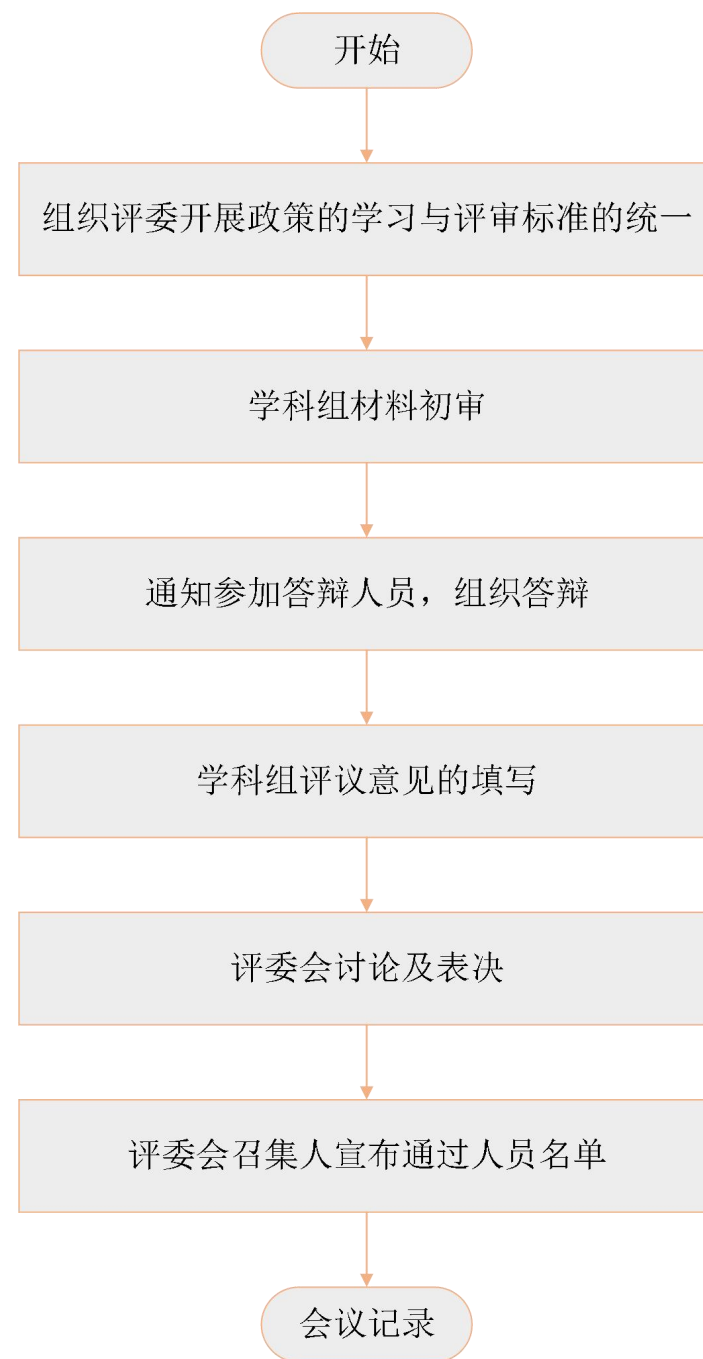 开始
组织评委开展政策的学习与评审标准的统一
学科组材料初审
通知参加答辩人员，组织答辩
学科组评议意见的填写
评委会讨论及表决
评委会召集人宣布通过人员名单
会议记录